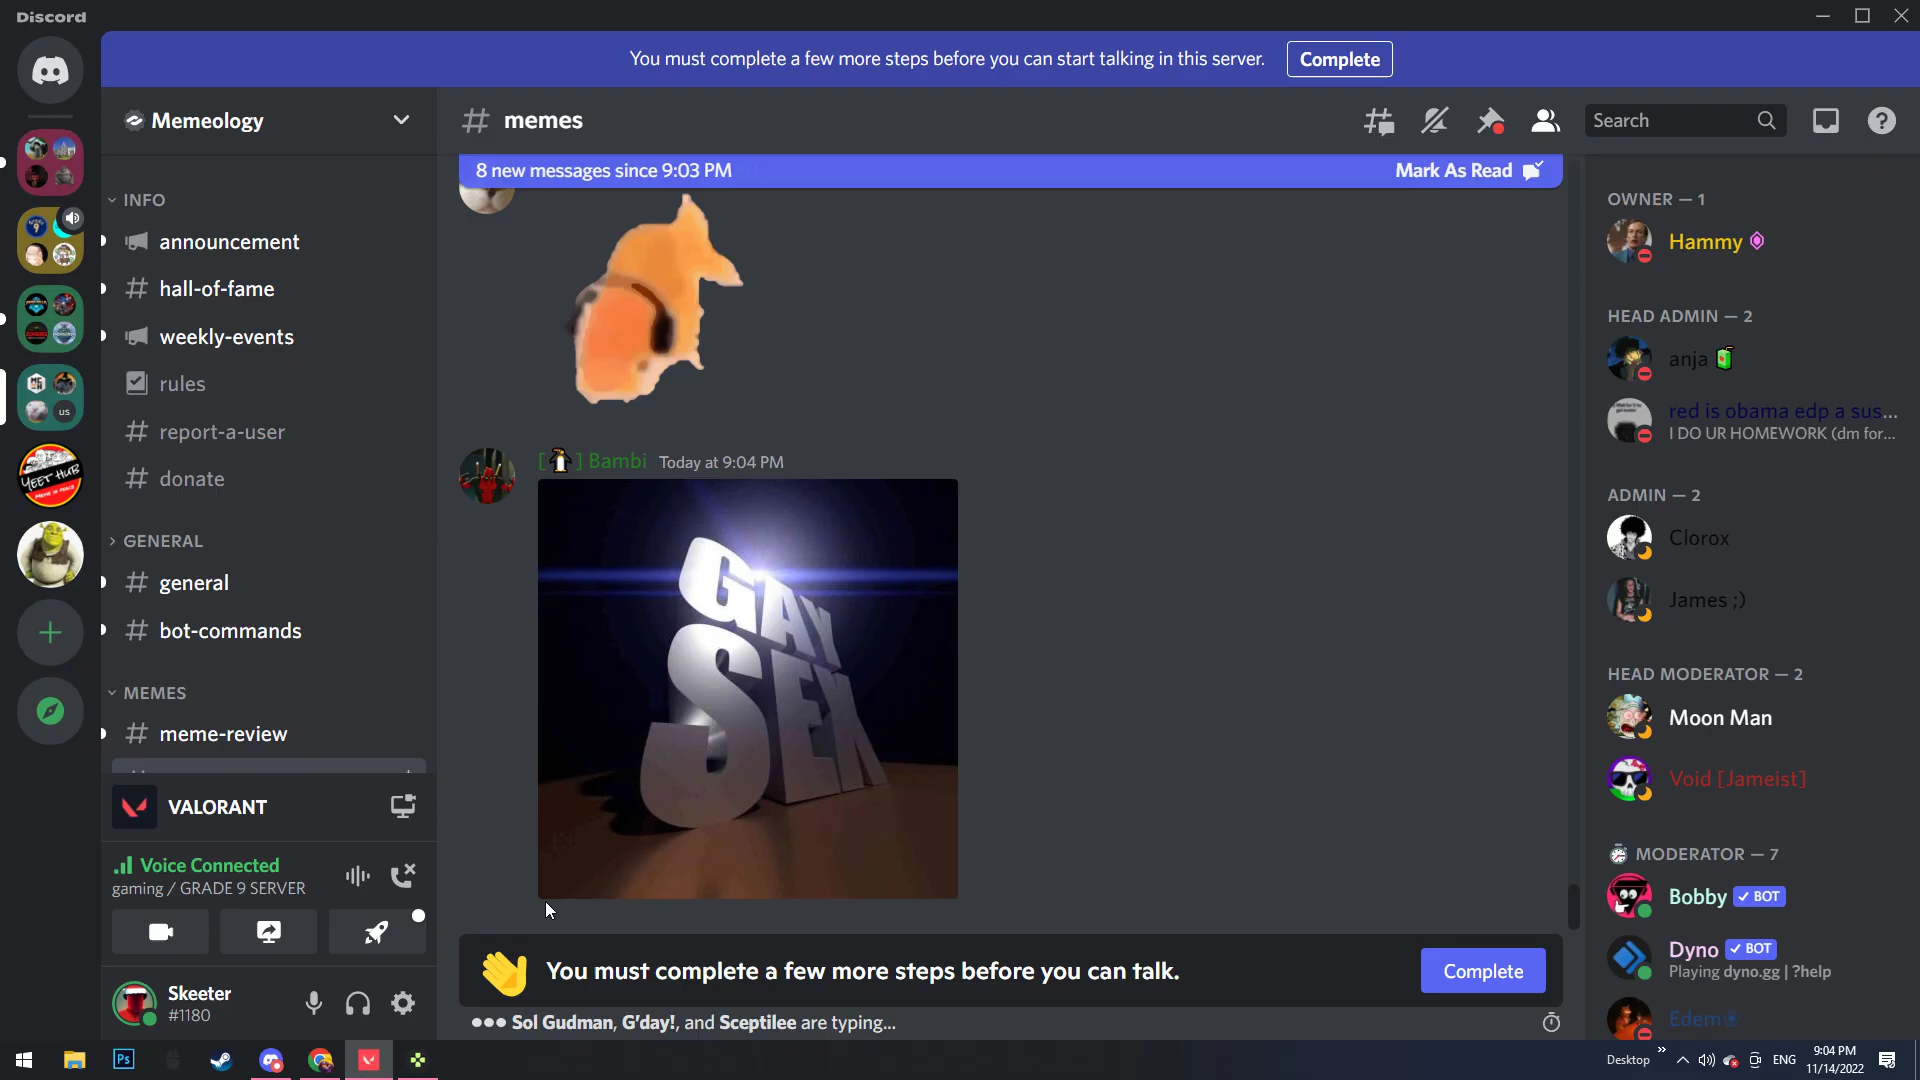 Discord
You must complete a few more steps before you can start talking in this server.
Complete
Memeology
memes
Search
8 new messages since 9:03 PM
Mark As Read
INFO
announcement
hall-of-fame
weekly-events
rules
report-a-user
donate
GENERAL
general
bot-commands
MEMES
meme-review
VALORANT
Voice Connected
gaming / GRADE 9 SERVER
Skeeter
#1180
YEET HUB
us
[🐧] Bambi Today at 9:04 PM
GAY
SEX
You must complete a few more steps before you can talk.
Complete
Sol Gudman, G'day!, and Sceptilee are typing...
OWNER — 1
Hammy
HEAD ADMIN — 2
anja
red is obama edp a sus...
I DO UR HOMEWORK (dm for...
ADMIN — 2
Clorox
James ;)
HEAD MODERATOR — 2
Moon Man
Void [Jameist]
MODERATOR — 7
Bobby ✓ BOT
Dyno ✓ BOT
Playing dyno.gg | ?help
Edem
Ps
Desktop
ENG
9:04 PM
11/14/2022